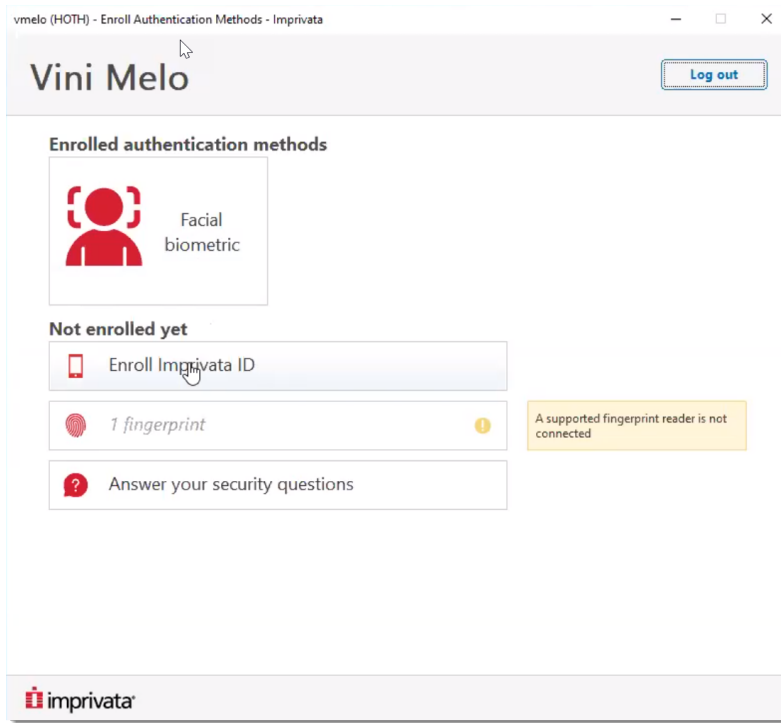 vmelo (HOTH) - Enroll Authentication Methods - Imprivata
Vini Melo
Log out
Enrolled authentication methods
Facial
biometric
Not enrolled yet
Enroll Imprivata ID
1 fingerprint
A supported fingerprint reader is not
connected
Answer your security questions
imprivata